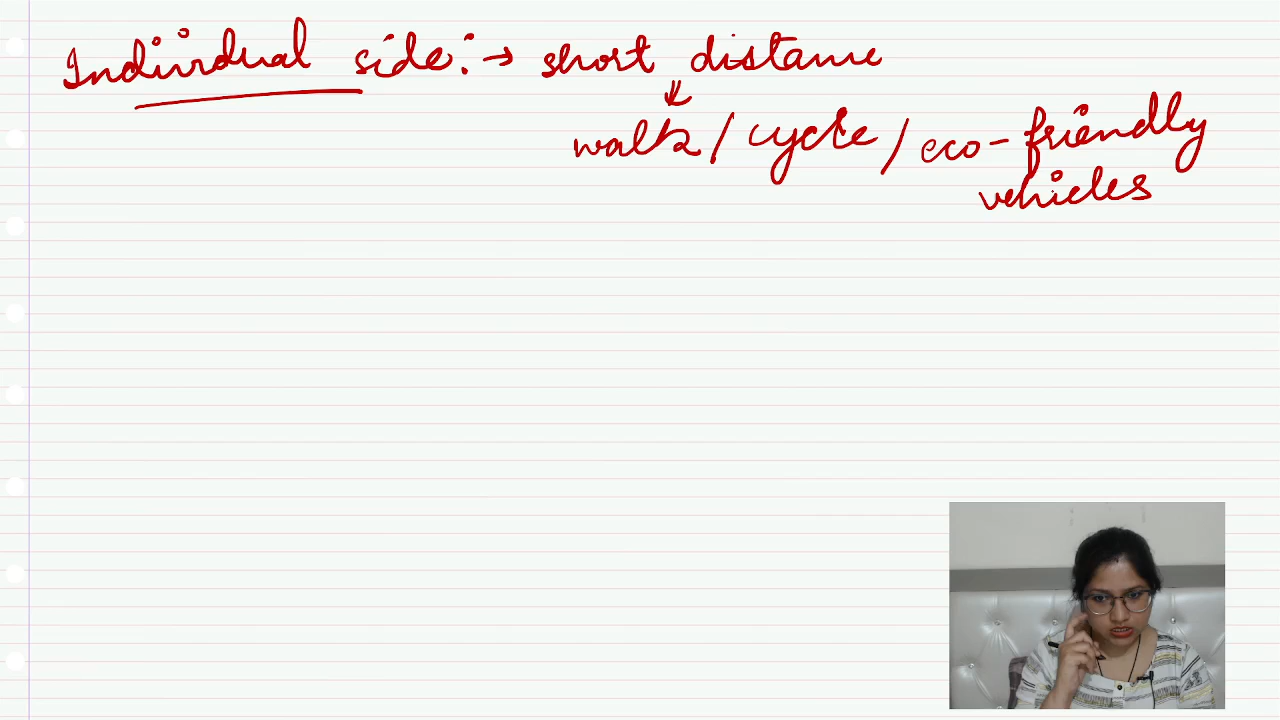 Individual side :→ short distance
walk / cycle / eco-friendly
vehicles